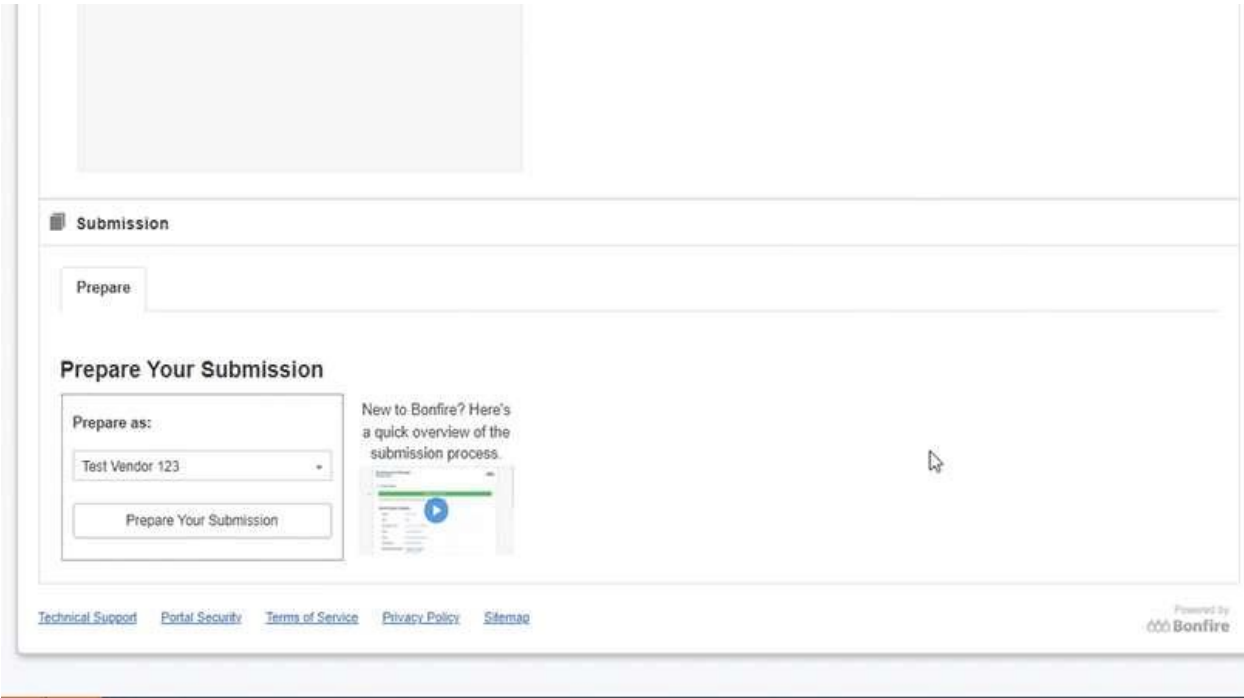 Submission
Prepare
Prepare Your Submission
Prepare as:
Test Vendor 123
Prepare Your Submission
New to Bonfire? Here's
a quick overview of the
submission process.
Technical Support Portal Security Terms of Service Privacy Policy Sitemap
Powered by
Bonfire